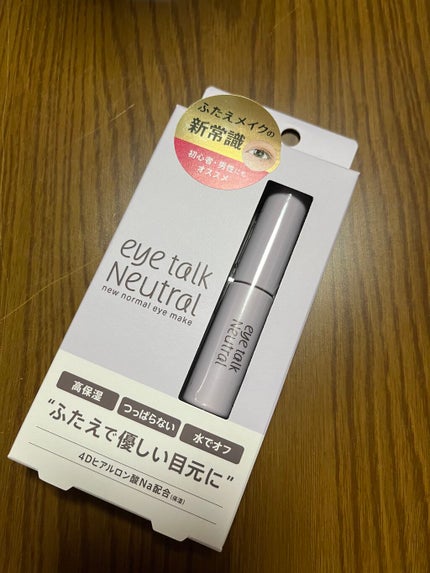 ふたえメイクの
新常識
初心者・男性にも
オススメ
eye talk
Neutral
new normal eye make
eye talk
Neutral
高保湿
つっぱらない
水でオフ
"ふたえで優しい目元に"
4Dヒアルロン酸Na配合(保湿)